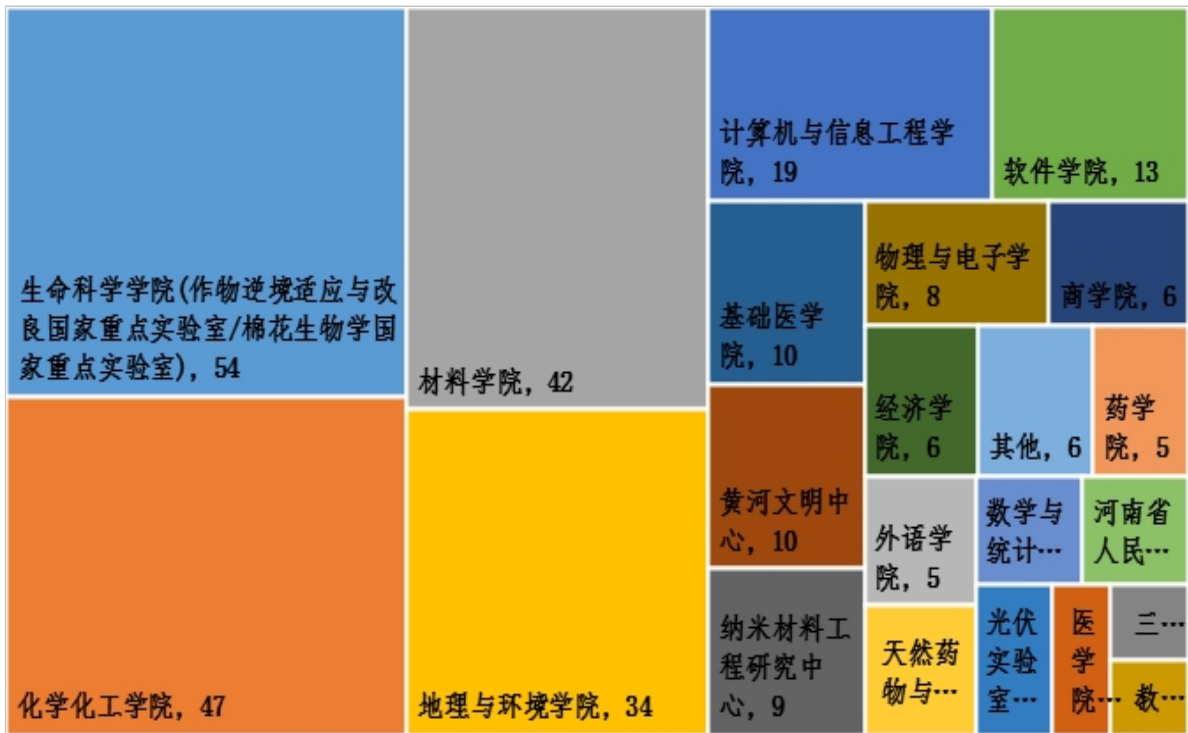 生命科学学院(作物逆境适应与改
良国家重点实验室/棉花生物学国
家重点实验室)，54
化学化工学院，47
材料学院，42
地理与环境学院，34
计算机与信息工程学
院，19
软件学院，13
基础医学
院，10
黄河文明中
心，10
纳米材料工
程研究中
心，9
物理与电子学
院，8
商学院，6
经济学
院，6
其他，6
药学
院，5
外语学
院，5
天然药
物与…
数学与
统计…
河南省
人民…
光伏
实验
室…
医
学
院…
三…
教…